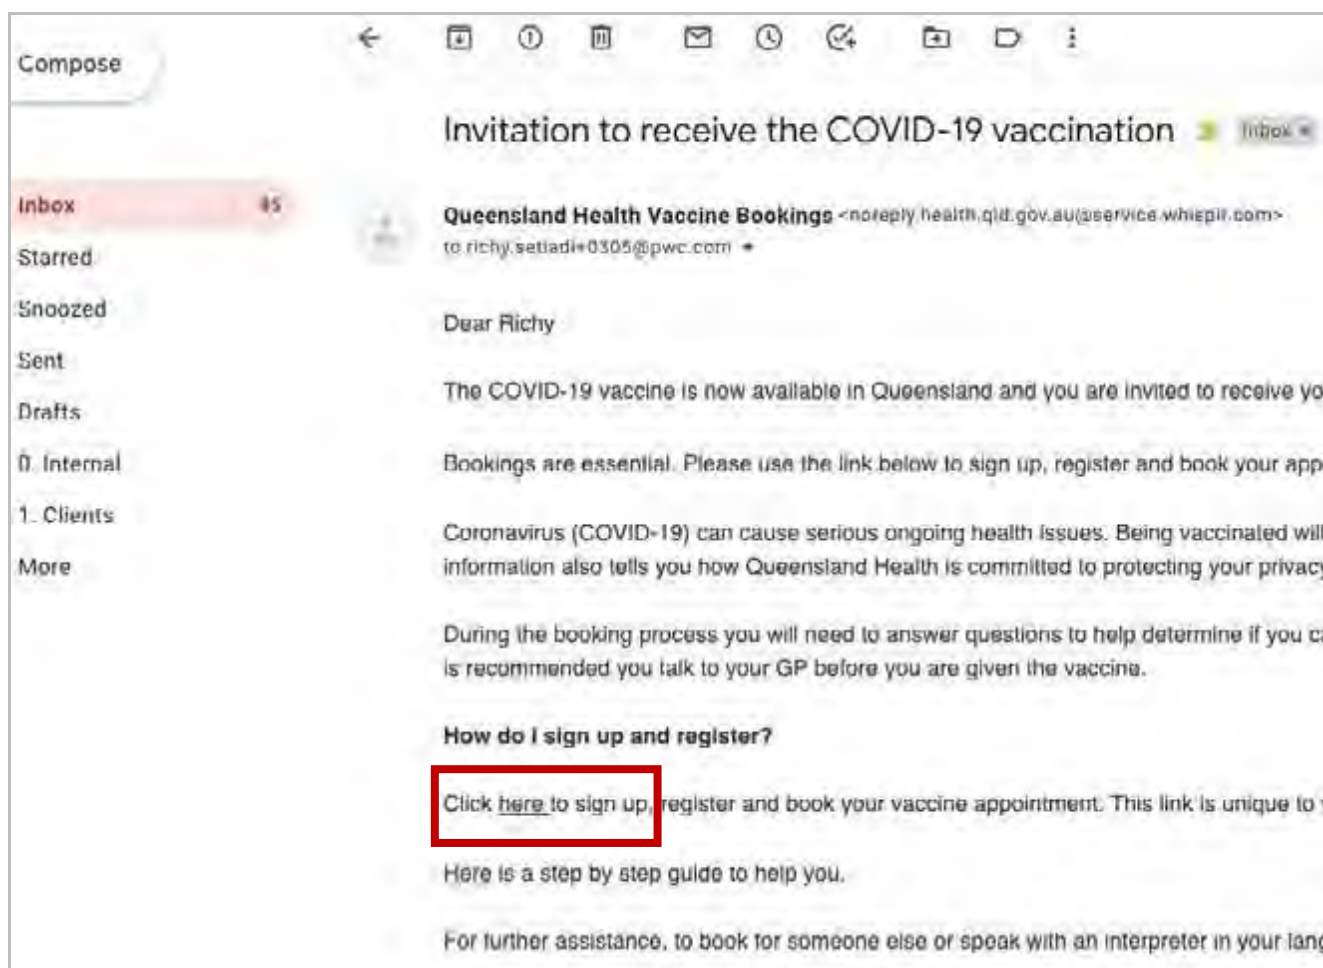 Compose
Invitation to receive the COVID-19 vaccination
Inbox
Inbox 45
Queensland Health Vaccine Bookings <noreply.health.qld.gov.au@service.whispir.com>
to richy.setiadi+0305@pwc.com
Starred
Snoozed
Dear Richy
Sent
The COVID-19 vaccine is now available in Queensland and you are invited to receive yo
Drafts
0. Internal
Bookings are essential. Please use the link below to sign up, register and book your app
1. Clients
Coronavirus (COVID-19) can cause serious ongoing health issues. Being vaccinated will
More
information also tells you how Queensland Health is committed to protecting your privacy
During the booking process you will need to answer questions to help determine if you ca
is recommended you talk to your GP before you are given the vaccine.
How do I sign up and register?
Click here to sign up, register and book your vaccine appointment. This link is unique to
Here is a step by step guide to help you.
For further assistance, to book for someone else or speak with an interpreter in your lang